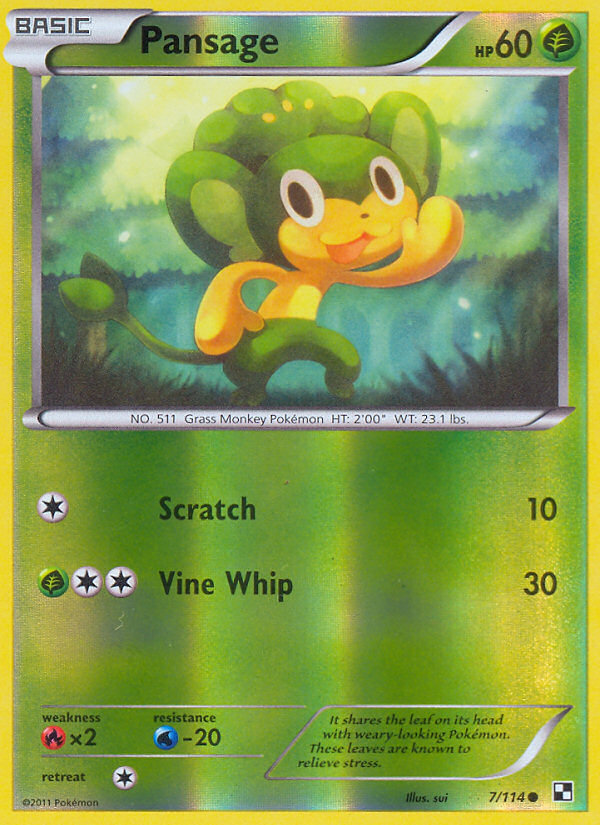 BASIC
Pansage
HP60
NO. 511 Grass Monkey Pokémon HT: 2'00" WT: 23.1 lbs.
Scratch 10
Vine Whip 30
weakness resistance
×2 -20
It shares the leaf on its head
with weary-looking Pokémon.
These leaves are known to
relieve stress.
retreat
©2011 Pokémon
Illus. sui 7/114